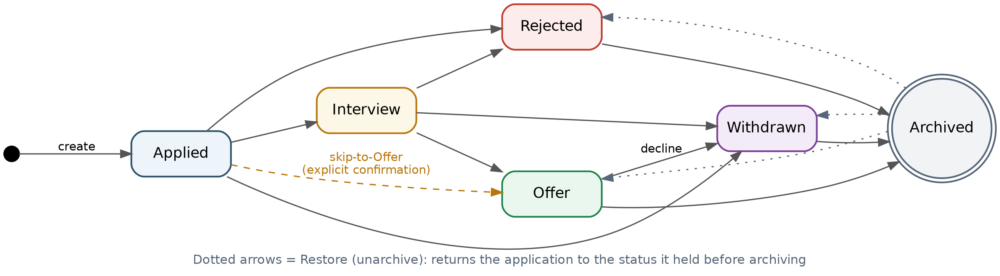 Rejected
Interview
Withdrawn
Archived
create
Applied
decline
skip-to-Offer
(explicit confirmation)
Offer
Dotted arrows = Restore (unarchive): returns the application to the status it held before archiving